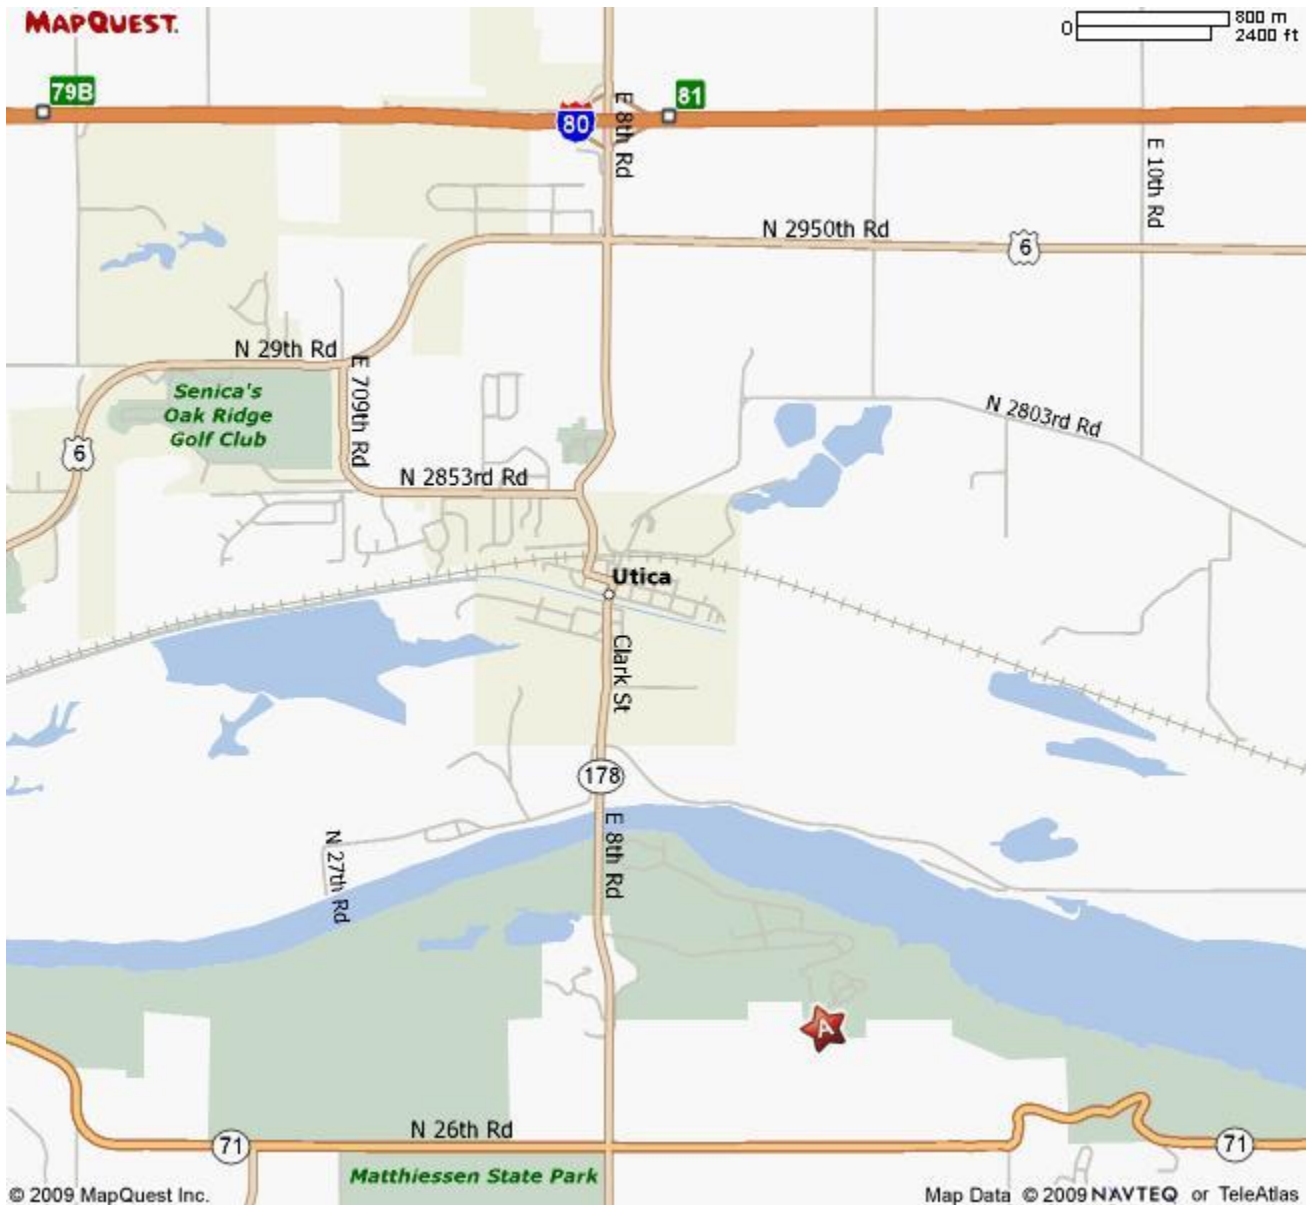 MAPQUEST.
0
800 m
2400 ft
79B
81
80
E 8th Rd
E 10th Rd
N 2950th Rd
6
N 29th Rd
E 709th Rd
Senica's
Oak Ridge
Golf Club
N 2803rd Rd
6
N 2853rd Rd
Utica
Clark St
178
E 8th Rd
N 27th Rd
A
N 26th Rd
71
71
Matthiessen State Park
© 2009 MapQuest Inc.
Map Data © 2009 NAVTEQ or TeleAtlas